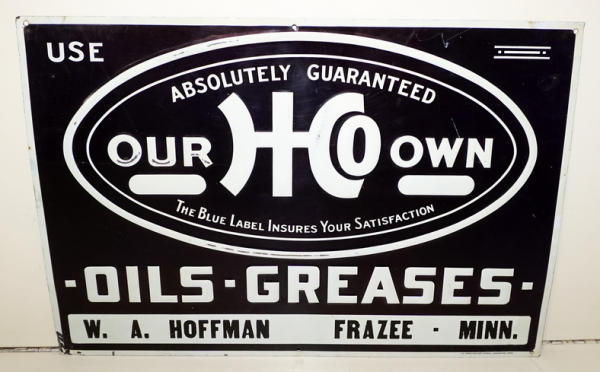 USE
ABSOLUTELY GUARANTEED
OUR HCo OWN
THE BLUE LABEL INSURES YOUR SATISFACTION
-OILS-GREASES-
W. A. HOFFMAN FRAZEE - MINN.